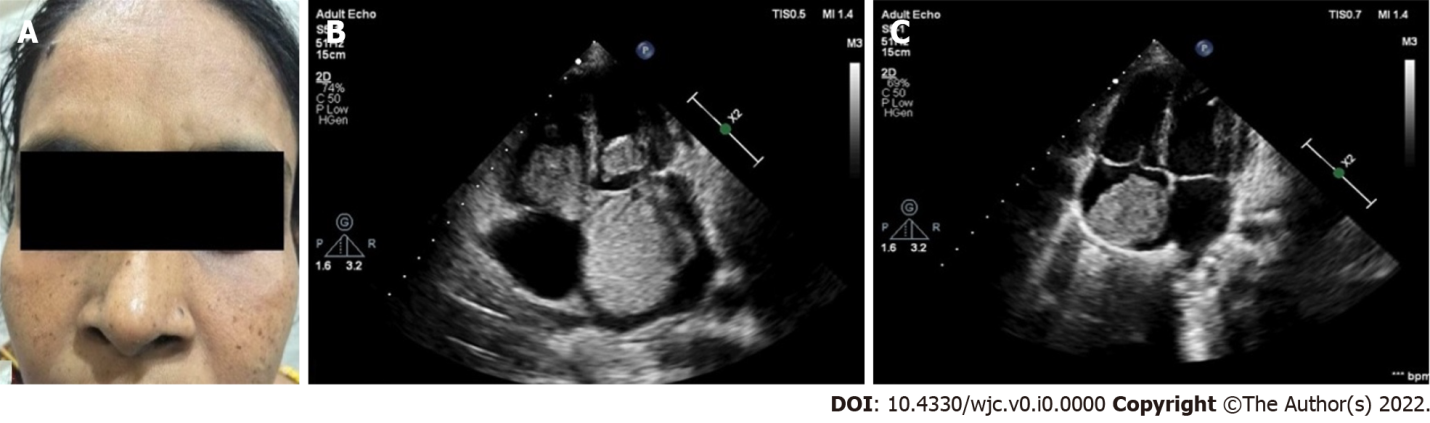 A
B
Adult Echo
TIS0.5 MI 1.4
15cm
M3
2D
74%
C 50
P Low
HGen
X2
G
P R
1.6 3.2
C
Adult Echo
TIS0.7 MI 1.4
15cm
M3
2D
69%
C 50
P Low
HGen
X2
G
P R
1.6 3.2
*** bpm
DOI: 10.4330/wjc.v0.i0.0000 Copyright ©The Author(s) 2022.